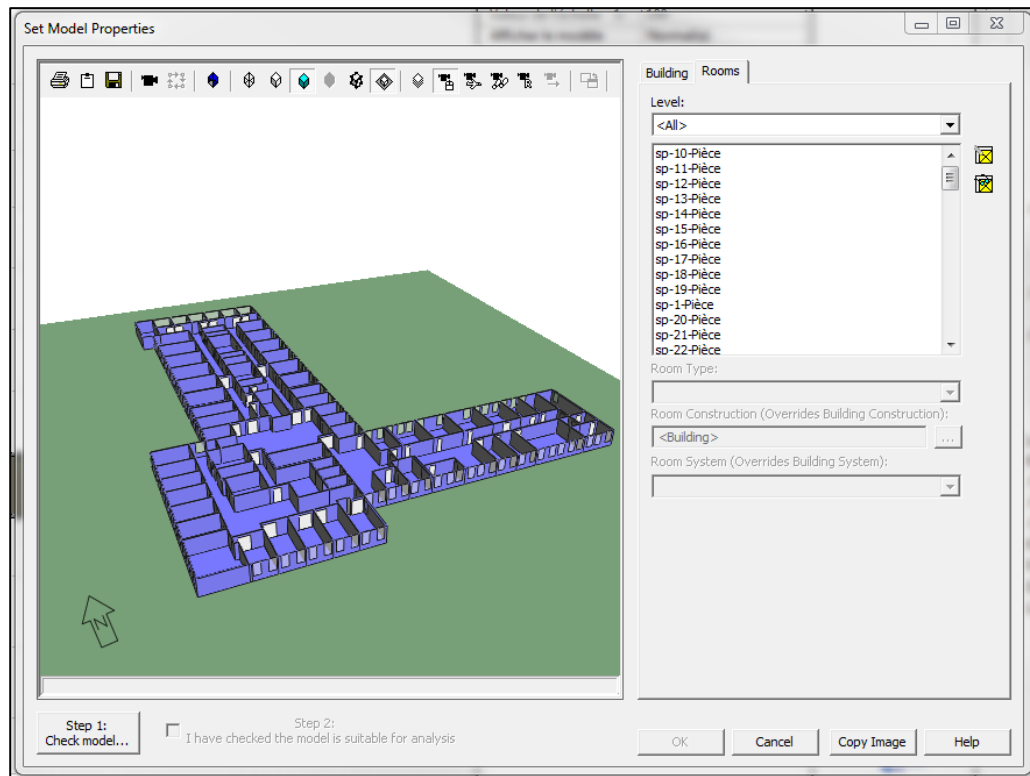 Set Model Properties
Building
Rooms
Level:
<All>
sp-10-Pièce
sp-11-Pièce
sp-12-Pièce
sp-13-Pièce
sp-14-Pièce
sp-15-Pièce
sp-16-Pièce
sp-17-Pièce
sp-18-Pièce
sp-19-Pièce
sp-1-Pièce
sp-20-Pièce
sp-21-Pièce
sp-22-Pièce
Room Type:
Room Construction (Overrides Building Construction):
<Building>
...
Room System (Overrides Building System):
N
Step 1:
Check model...
Step 2:
I have checked the model is suitable for analysis
OK
Cancel
Copy Image
Help